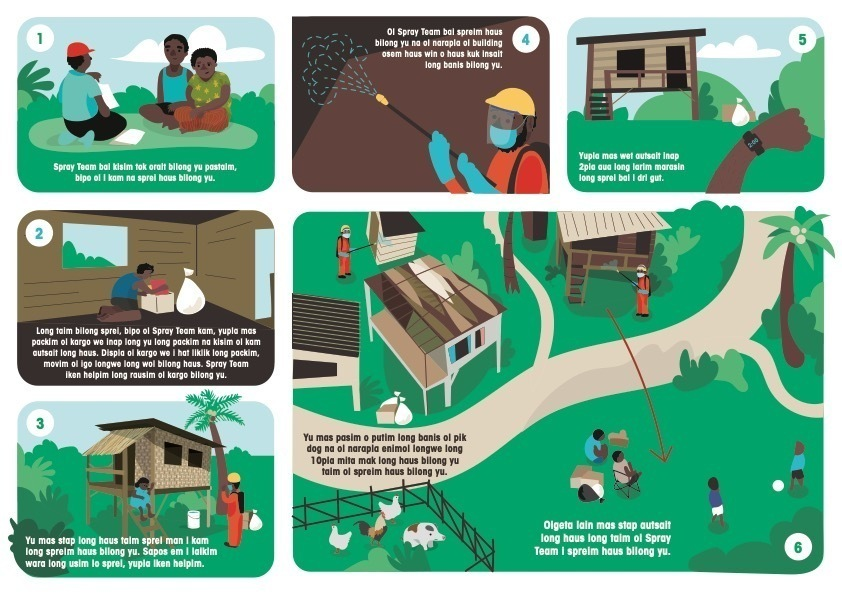 1
Spray Team bai kisim tok orait bilong yu pastaim,
bipo ol i kam na sprei haus bilong yu.
2
Long taim bilong sprei, bipo ol Spray Team kam, yupla mas
packim ol kargo we inap long yu long packim na kisim ol kam
autsait long haus. Displa ol kargo we i hat liklik long packim,
movim ol igo longwe long wol bilong haus. Spray Team
iken helpim long rausim ol kargo bilong yu.
3
Yu mas stap long haus taim sprei man i kam
long spreim haus bilong yu. Sapos em i laikim
wara long usim lo sprei, yupla iken helpim.
4
Ol Spray Team bai spreim haus
bilong yu na ol narapla ol building
osem haus win o haus kuk insait
long banis bilong yu.
5
Yupla mas wet autsait inap
2pla aua long larim marasin
long sprei bai i drl gut.
2:00
Yu mas pasim o putim long banis ol pik
dog na ol narapla enimol longwe long
10pla mita mak long haus bilong yu
taim ol spreim haus bilong yu.
Olgeta lain mas stap autsait
long haus long taim ol Spray
Team i spreim haus bilong yu.
6